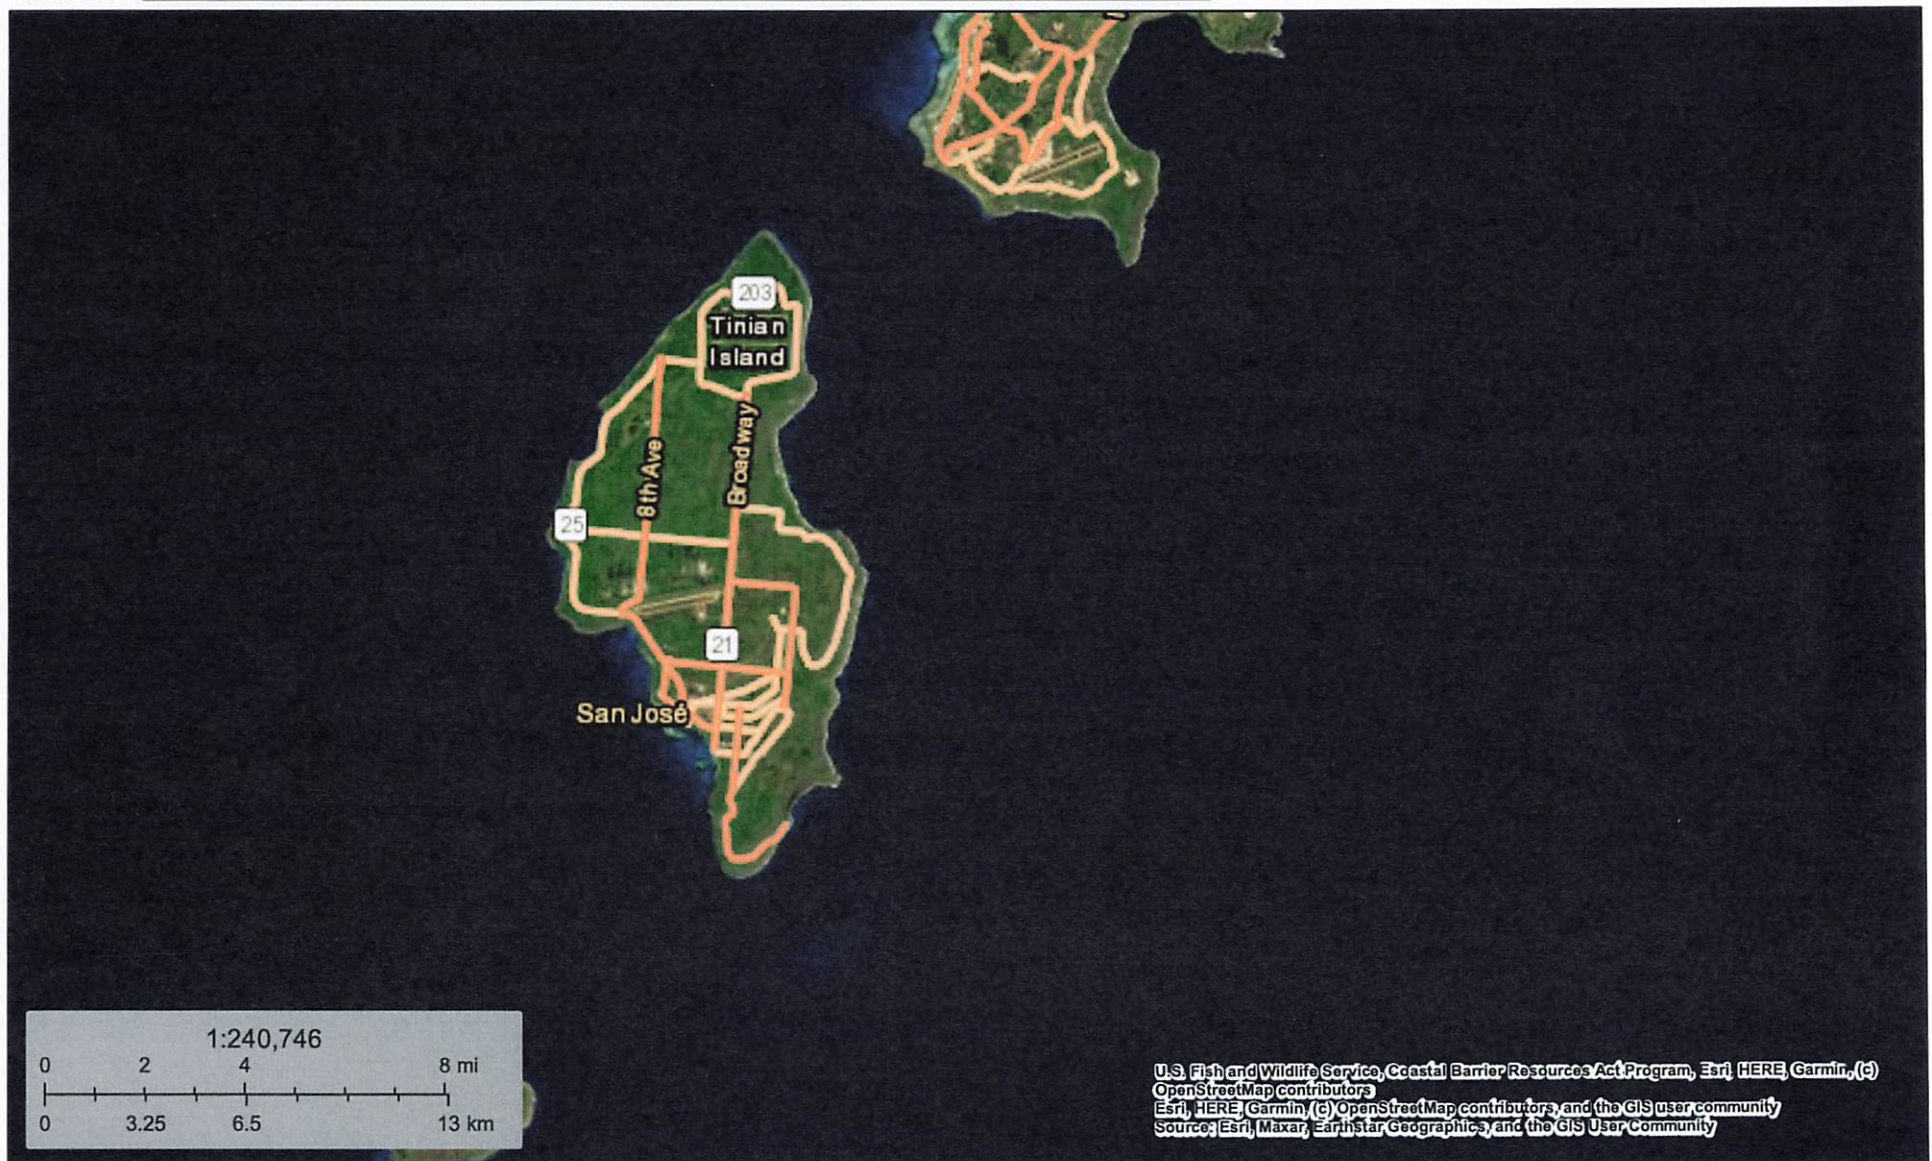 203
Tinian
Island
Broadway
8th Ave
25
21
San José
1:240,746
0 2 4 8 mi
0 3.25 6.5 13 km
U.S. Fish and Wildlife Service, Coastal Barrier Resources Act Program, Esri, HERE, Garmin, (c)
OpenStreetMap contributors
Esri, HERE, Garmin, (c) OpenStreetMap contributors, and the GIS user community
Source: Esri, Maxar, Earthstar Geographics, and the GIS User Community